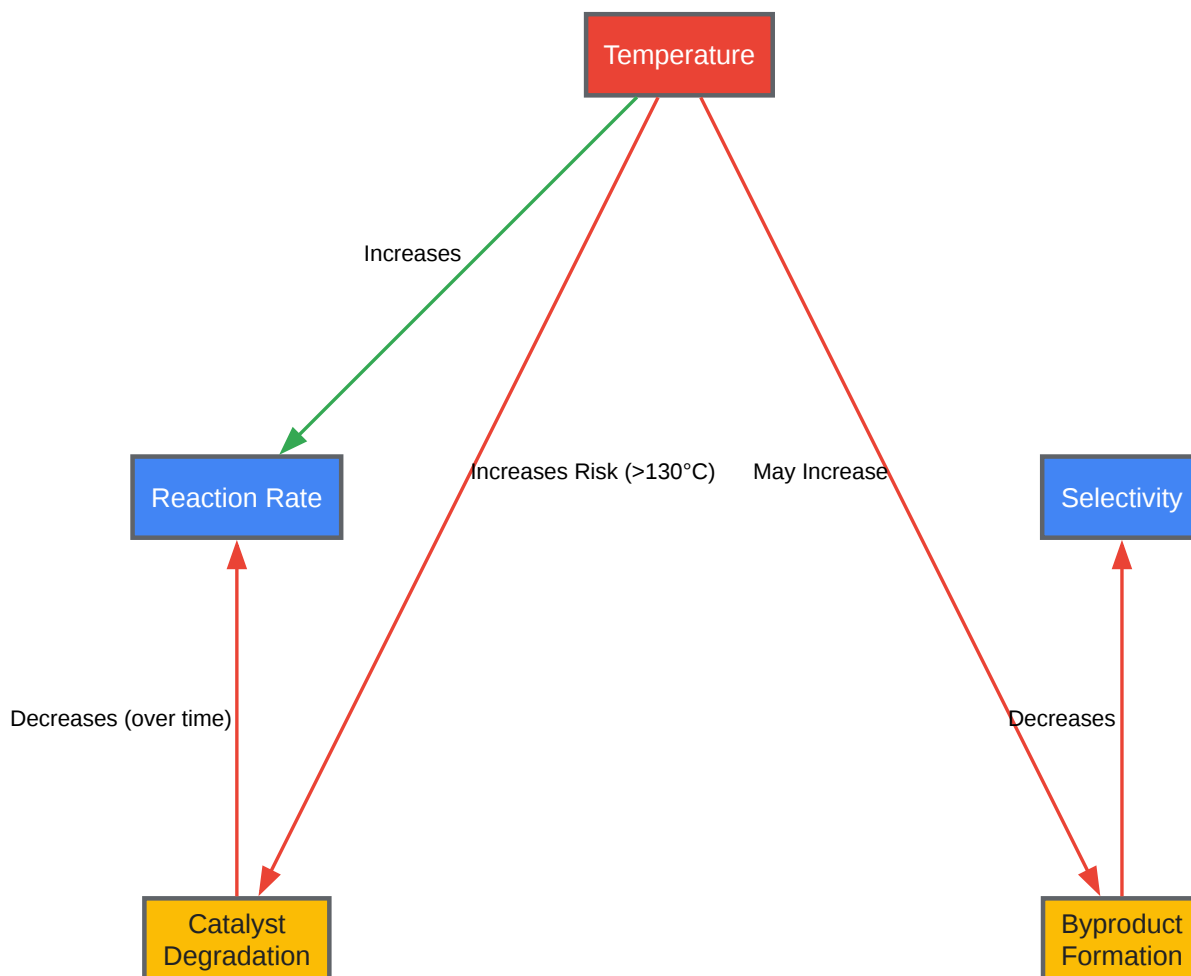 Temperature
Increases
Increases Risk (>130°C)
May Increase
Reaction Rate
Selectivity
Decreases (over time)
Decreases
Catalyst
Degradation
Byproduct
Formation